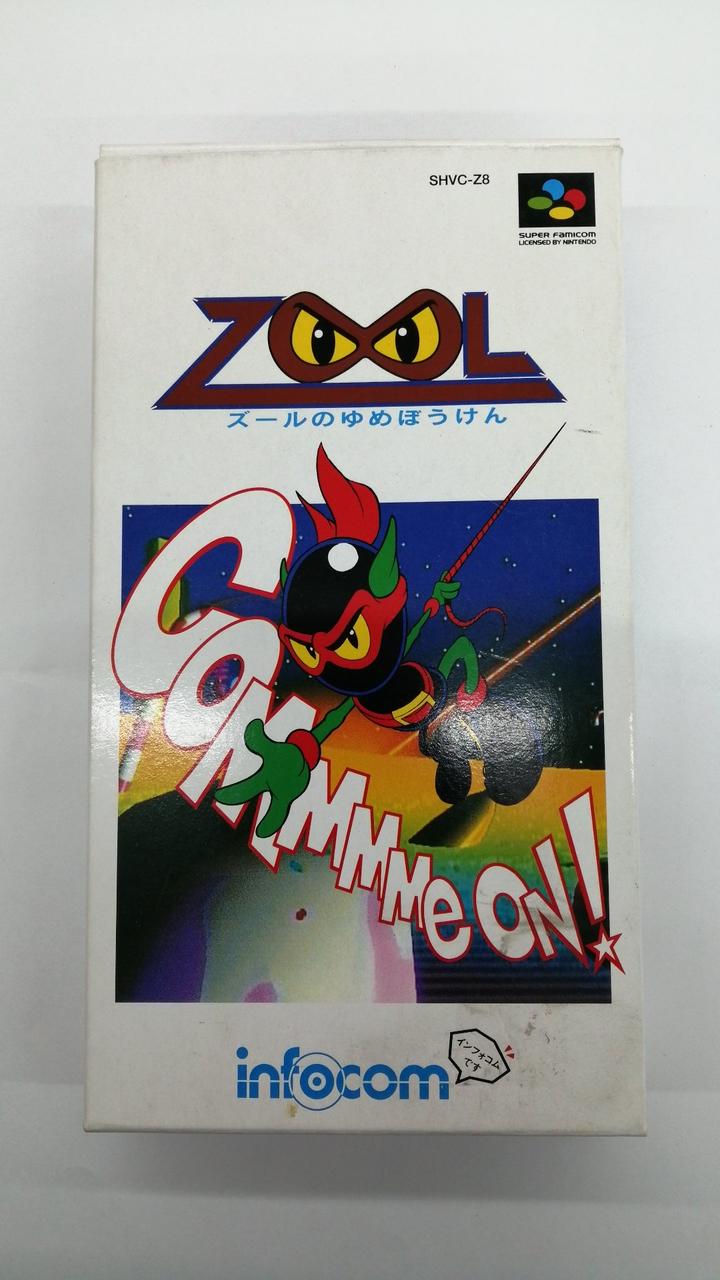 SHVC-Z8
SUPER FAMICOM
LICENSED BY NINTENDO
ZOOL
ズールのゆめぼうけん
COMMMMMe ON!
infocom
インフォコム
です